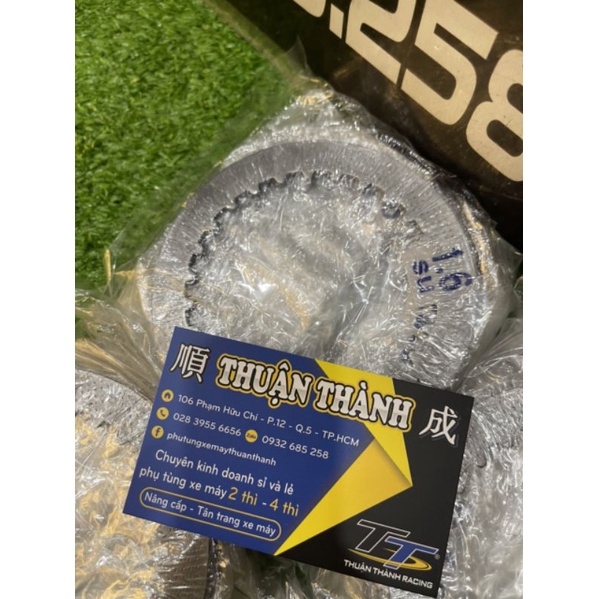 .258
1.6
順 THUẬN THÀNH 成
106 Phạm Hữu Chí - P.12 - Q.5 - TP.HCM
028 3955 6656 Zalo 0932 685 258
f phutungxemaythuanthanh
Chuyên kinh doanh sỉ và lẻ
phụ tùng xe máy 2 thì - 4 thì
Nâng cấp - Tân trang xe máy
TT
THUẬN THÀNH RACING